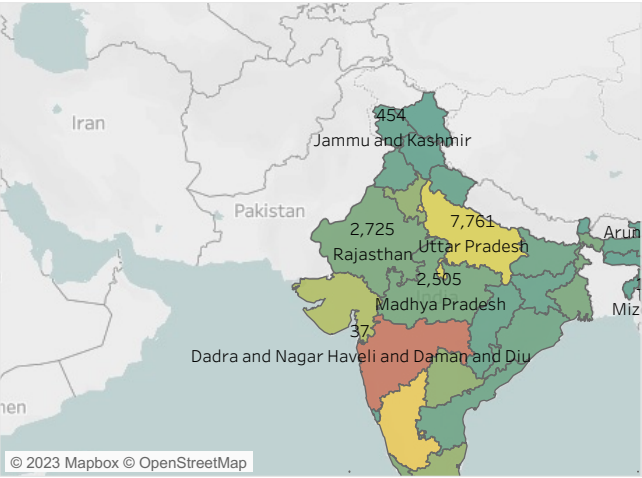 454
Jammu and Kashmir
Iran
Pakistan
2,725
Rajasthan
7,761
Uttar Pradesh
Arun
2,505
India
Madhya Pradesh
Miz
37
Dadra and Nagar Haveli and Daman and Diu
men
© 2023 Mapbox © OpenStreetMap